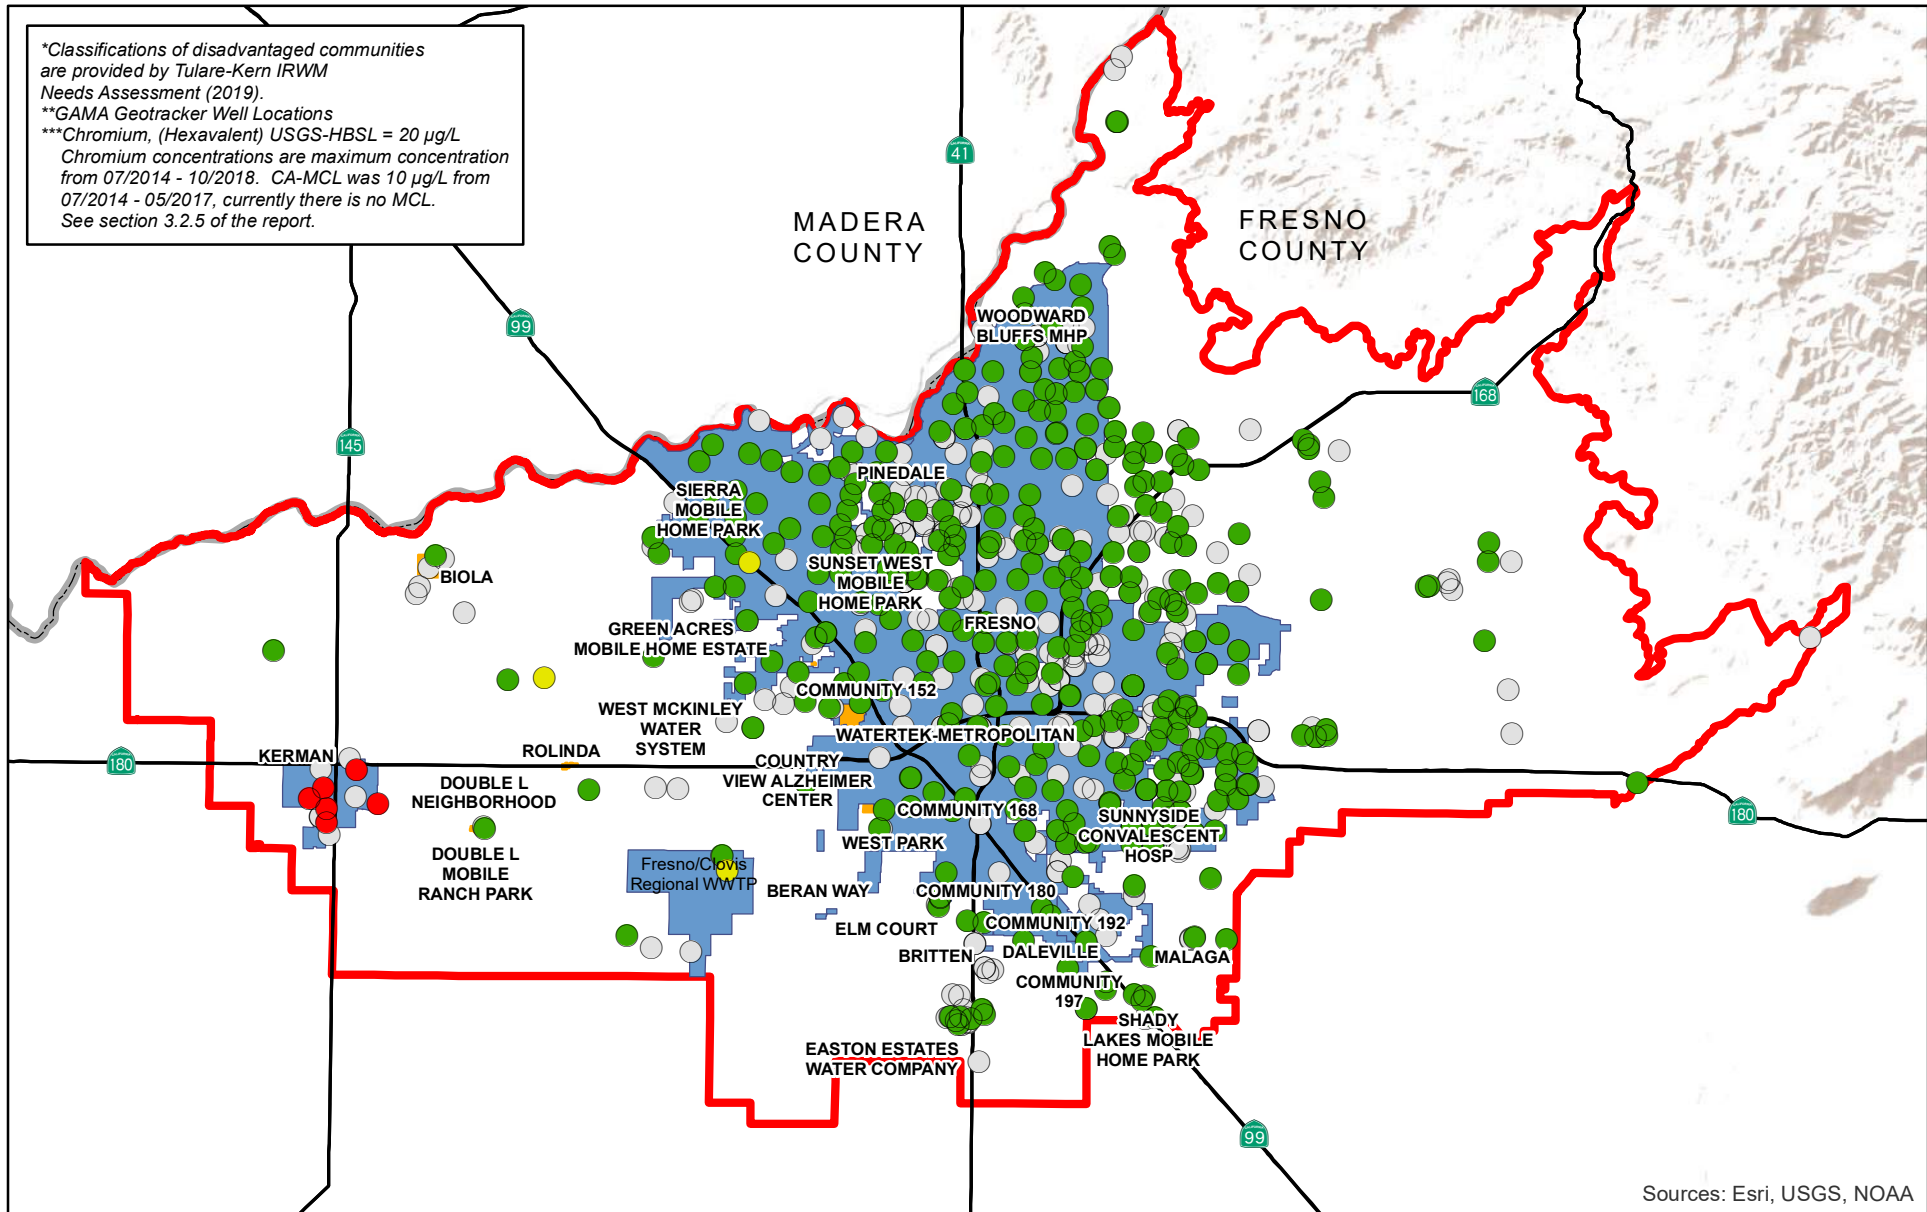 *Classifications of disadvantaged communities
are provided by Tulare-Kern IRWM
Needs Assessment (2019).
**GAMA Geotracker Well Locations
***Chromium, (Hexavalent) USGS-HBSL = 20 µg/L
Chromium concentrations are maximum concentration
from 07/2014 - 10/2018. CA-MCL was 10 µg/L from
07/2014 - 05/2017, currently there is no MCL.
See section 3.2.5 of the report.
41
MADERA
COUNTY
FRESNO
COUNTY
99
WOODWARD
BLUFFS MHP
168
145
PINEDALE
SIERRA
MOBILE
HOME PARK
BIOLA
SUNSET WEST
MOBILE
HOME PARK
GREEN ACRES
MOBILE HOME ESTATE
FRESNO
COMMUNITY 152
WEST MCKINLEY
WATER
SYSTEM
WATERTEK-METROPOLITAN
180
KERMAN
ROLINDA
COUNTRY
VIEW ALZHEIMER
CENTER
DOUBLE L
NEIGHBORHOOD
COMMUNITY 168
SUNNYSIDE
CONVALESCENT
HOSP
180
WEST PARK
DOUBLE L
MOBILE
RANCH PARK
Fresno/Clovis
Regional WWTP
BERAN WAY
COMMUNITY 180
ELM COURT
COMMUNITY 192
BRITTEN
DALEVILLE
MALAGA
COMMUNITY
197
SHADY
LAKES MOBILE
HOME PARK
EASTON ESTATES
WATER COMPANY
99
Sources: Esri, USGS, NOAA